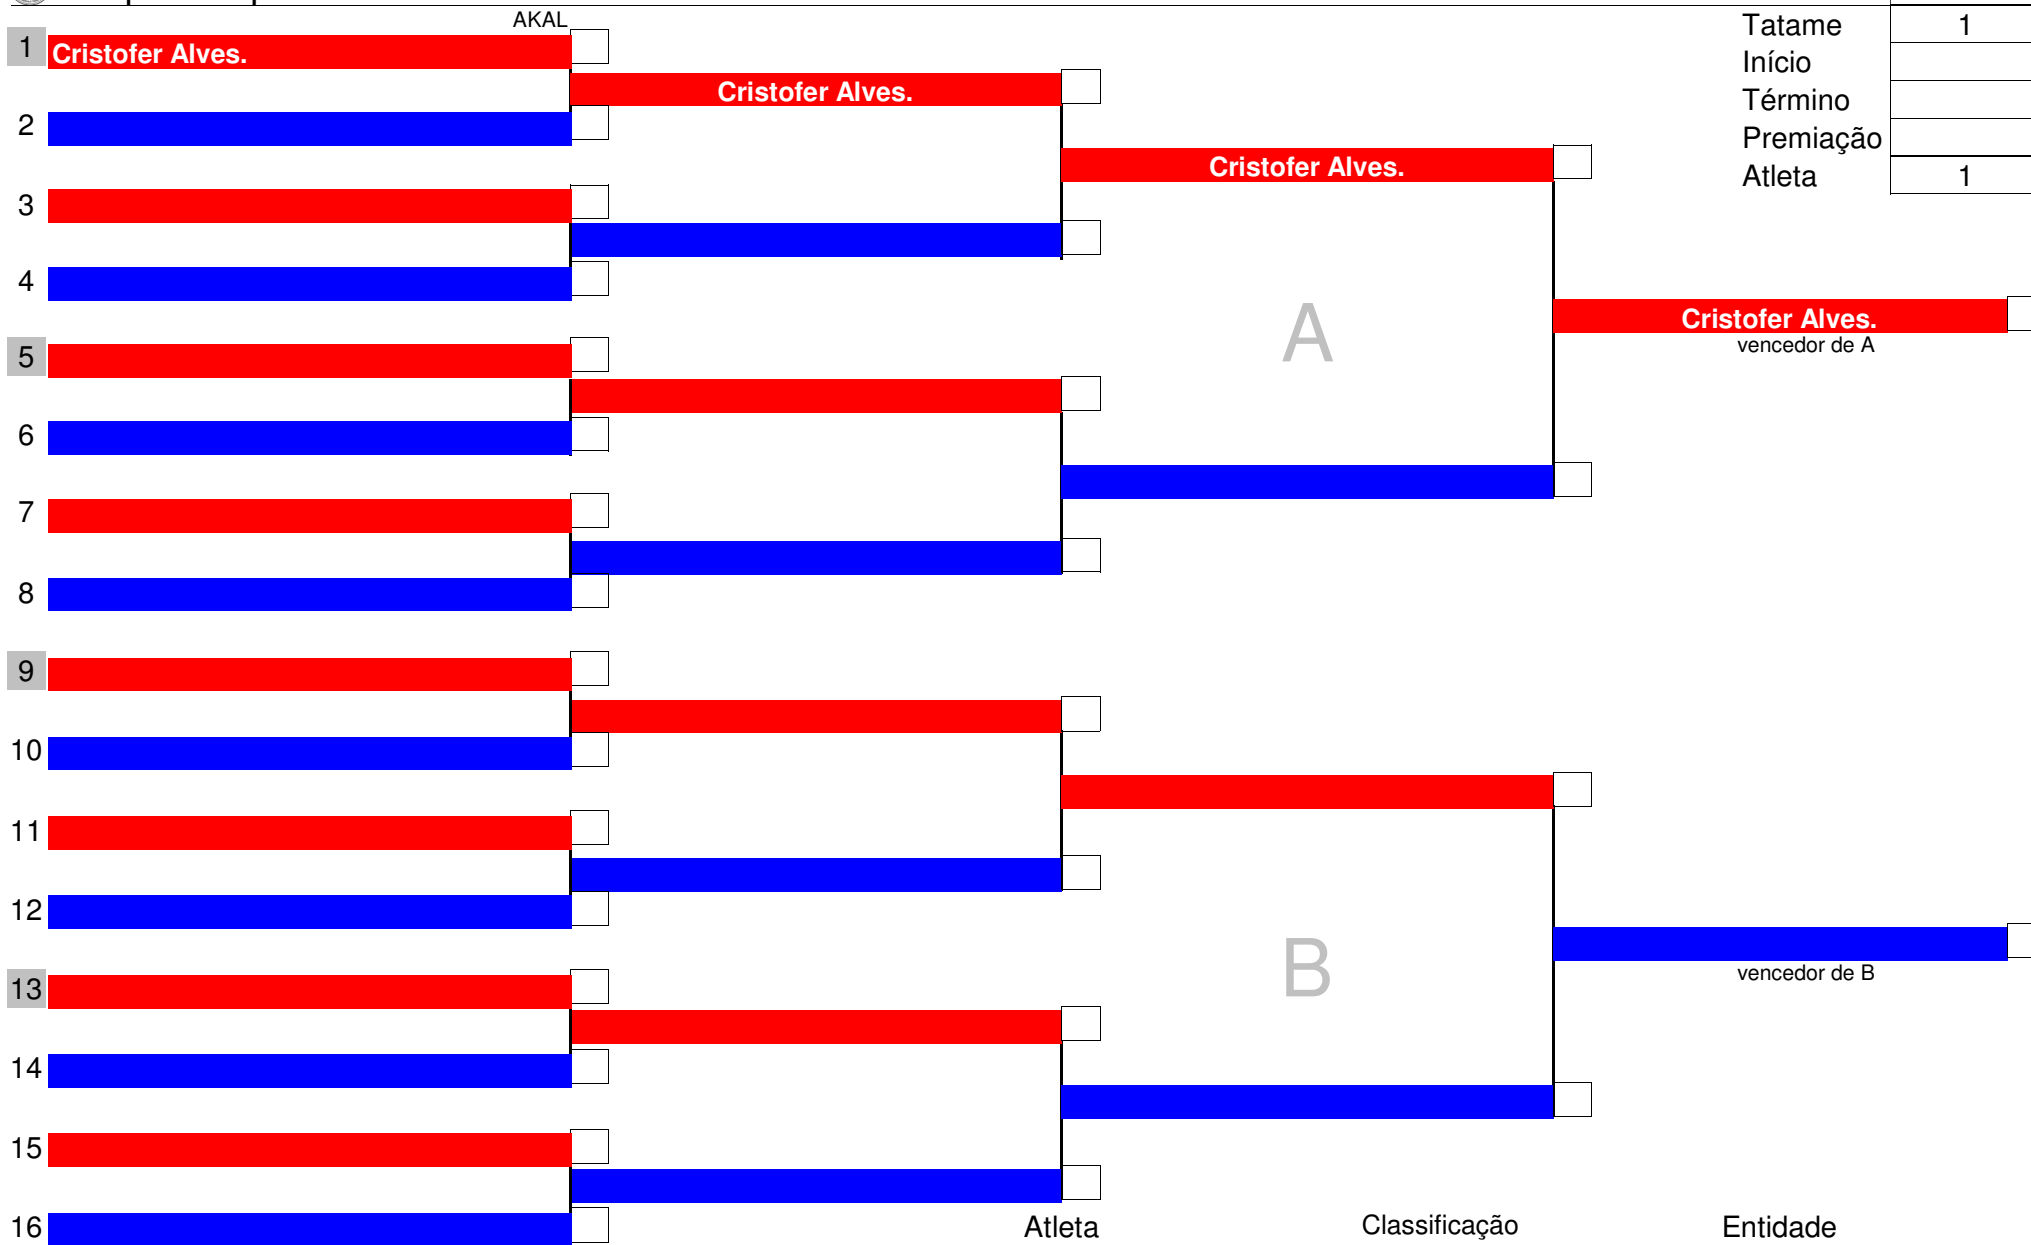 AKAL
Tatame 1
1 Cristofer Alves.
Início
Cristofer Alves.
Término
2
Premiação
Cristofer Alves.
Atleta 1
3
4
A
Cristofer Alves.
vencedor de A
5
6
7
8
9
10
11
12
B
vencedor de B
13
14
15
16
Atleta Classificação Entidade